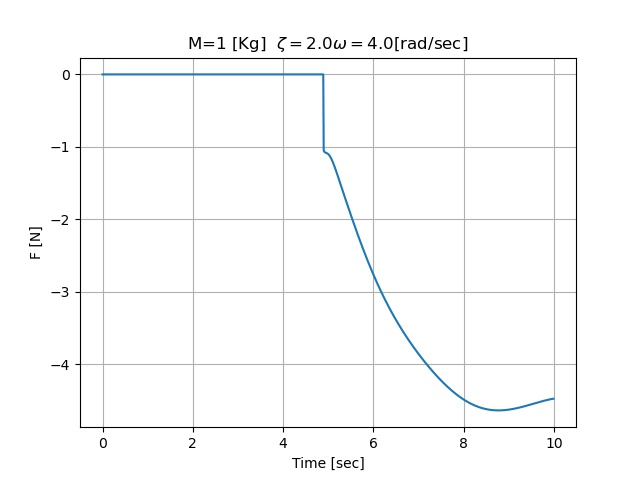 M=1 [Kg]  ζ = 2.0ω = 4.0[rad/sec]
0
−1
−2
−3
−4
F [N]
0 2 4 6 8 10
Time [sec]